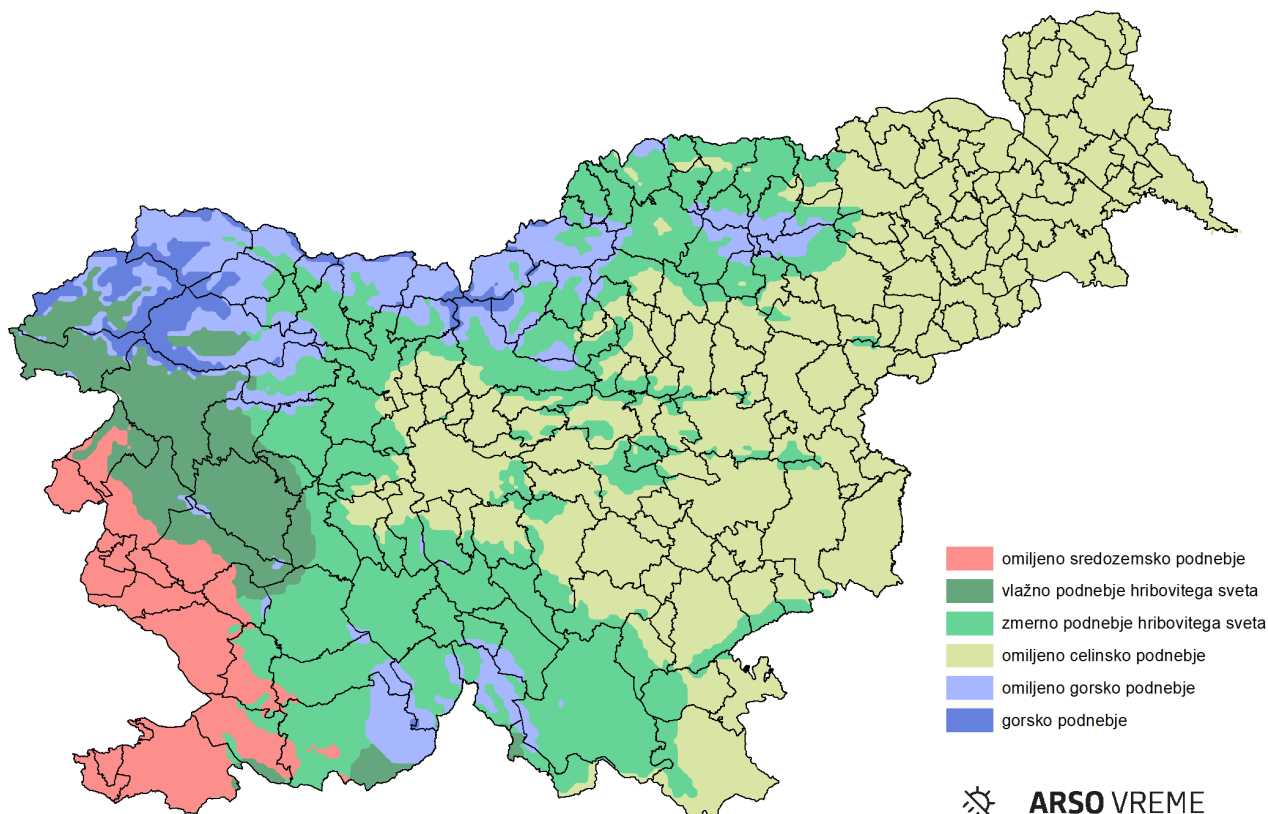 omiljeno sredozemsko podnebje
vlažno podnebje hribovitega sveta
zmerno podnebje hribovitega sveta
omiljeno celinsko podnebje
omiljeno gorsko podnebje
gorsko podnebje
ARSO VREME